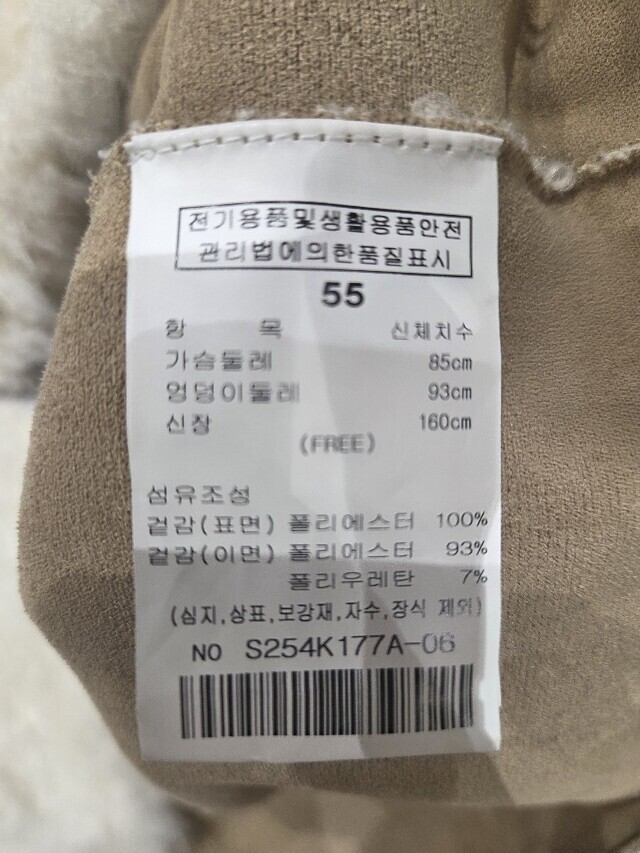 전기용품및생활용품안전
관리법에의한품질표시
55
항 목 신체치수
가슴둘레 85cm
엉덩이둘레 93cm
신장 160cm
(FREE)
섬유조성
겉감(표면) 폴리에스터 100%
겉감(이면) 폴리에스터 93%
폴리우레탄 7%
(심지,상표,보강재,자수,장식 제외)
NO S254K177A-06